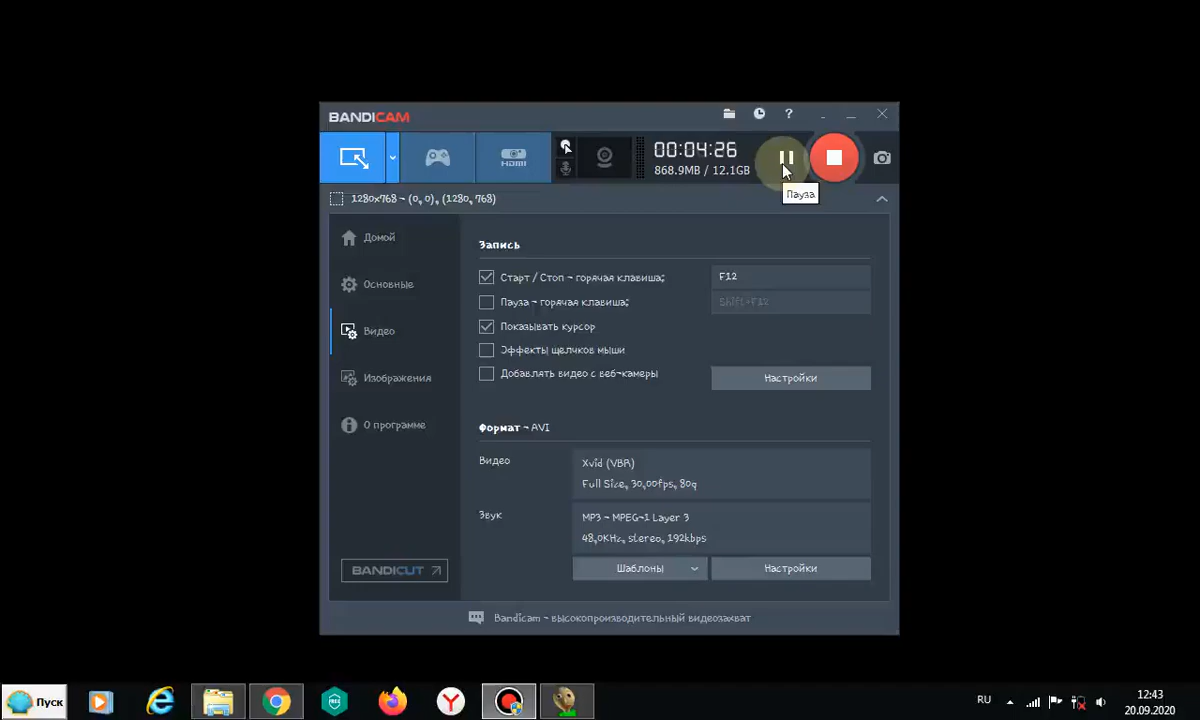 BANDICAM
?
HDMI
00:04:26
868.9MB / 12.1GB
Пауза
1280x768 - (0, 0), (1280, 768)
Домой
Основные
Видео
Изображения
О программе
BANDICUT
Запись
Старт / Стоп - горячая клавиша:
F12
Пауза - горячая клавиша:
Shift+F12
Показывать курсор
Эффекты щелчков мыши
Добавлять видео с веб-камеры
Настройки
Формат - AVI
Видео
Xvid (VBR)
Full Size, 30.00fps, 80q
Звук
MP3 - MPEG-1 Layer 3
48.0KHz, stereo, 192kbps
Шаблоны
Настройки
Bandicam - высокопроизводительный видеозахват
Пуск
RU
12:43
20.09.2020